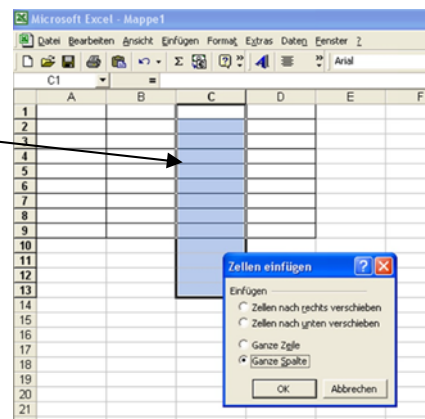 Microsoft Excel - Mappe1
Datei Bearbeiten Ansicht Einfügen Format Extras Daten Fenster ?
Arial
C1 =
A B C D E F
1
2
3
4
5
6
7
8
9
10
11
12
13
14
15
16
17
18
19
20
21
Zellen einfügen
Einfügen
Zellen nach rechts verschieben
Zellen nach unten verschieben
Ganze Zeile
Ganze Spalte
OK Abbrechen